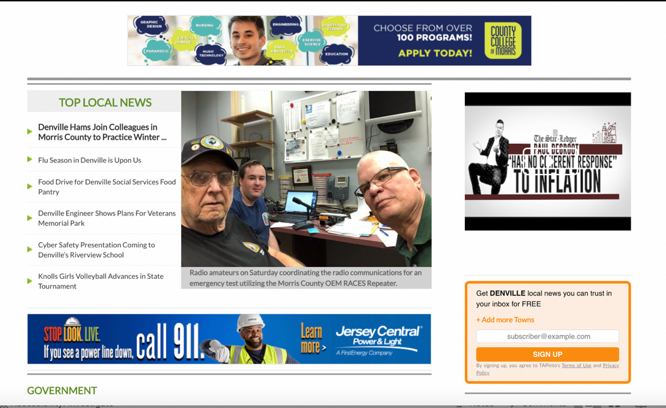 GRAPHIC DESIGN
NURSING
ENGINEERING
EDUCATION
CHOOSE FROM OVER
100 PROGRAMS!
APPLY TODAY!
COUNTY
COLLEGE
OF
MORRIS
TOP LOCAL NEWS
Denville Hams Join Colleagues in
Morris County to Practice Winter ...
Flu Season in Denville is Upon Us
Food Drive for Denville Social Services Food
Pantry
Denville Engineer Shows Plans For Veterans
Memorial Park
Cyber Safety Presentation Coming to
Denville's Riverview School
Knolls Girls Volleyball Advances in State
Tournament
Radio amateurs on Saturday coordinating the radio communications for an
emergency test utilizing the Morris County OEM RACES Repeater.
The Star-Ledger
PAUL DEGROOT
"HAS NO C
ERENT RESPONSE"
TO INFLATION
Get DENVILLE local news you can trust in
your inbox for FREE
+ Add more Towns
subscriber@example.com
SIGN UP
By signing up, you agree to TAPinto's Terms of Use and Privacy
Policy
STOP. LOOK. LIVE.
If you see a power line down, call 911.
Learn
more >
Jersey Central
Power & Light
A FirstEnergy Company
GOVERNMENT